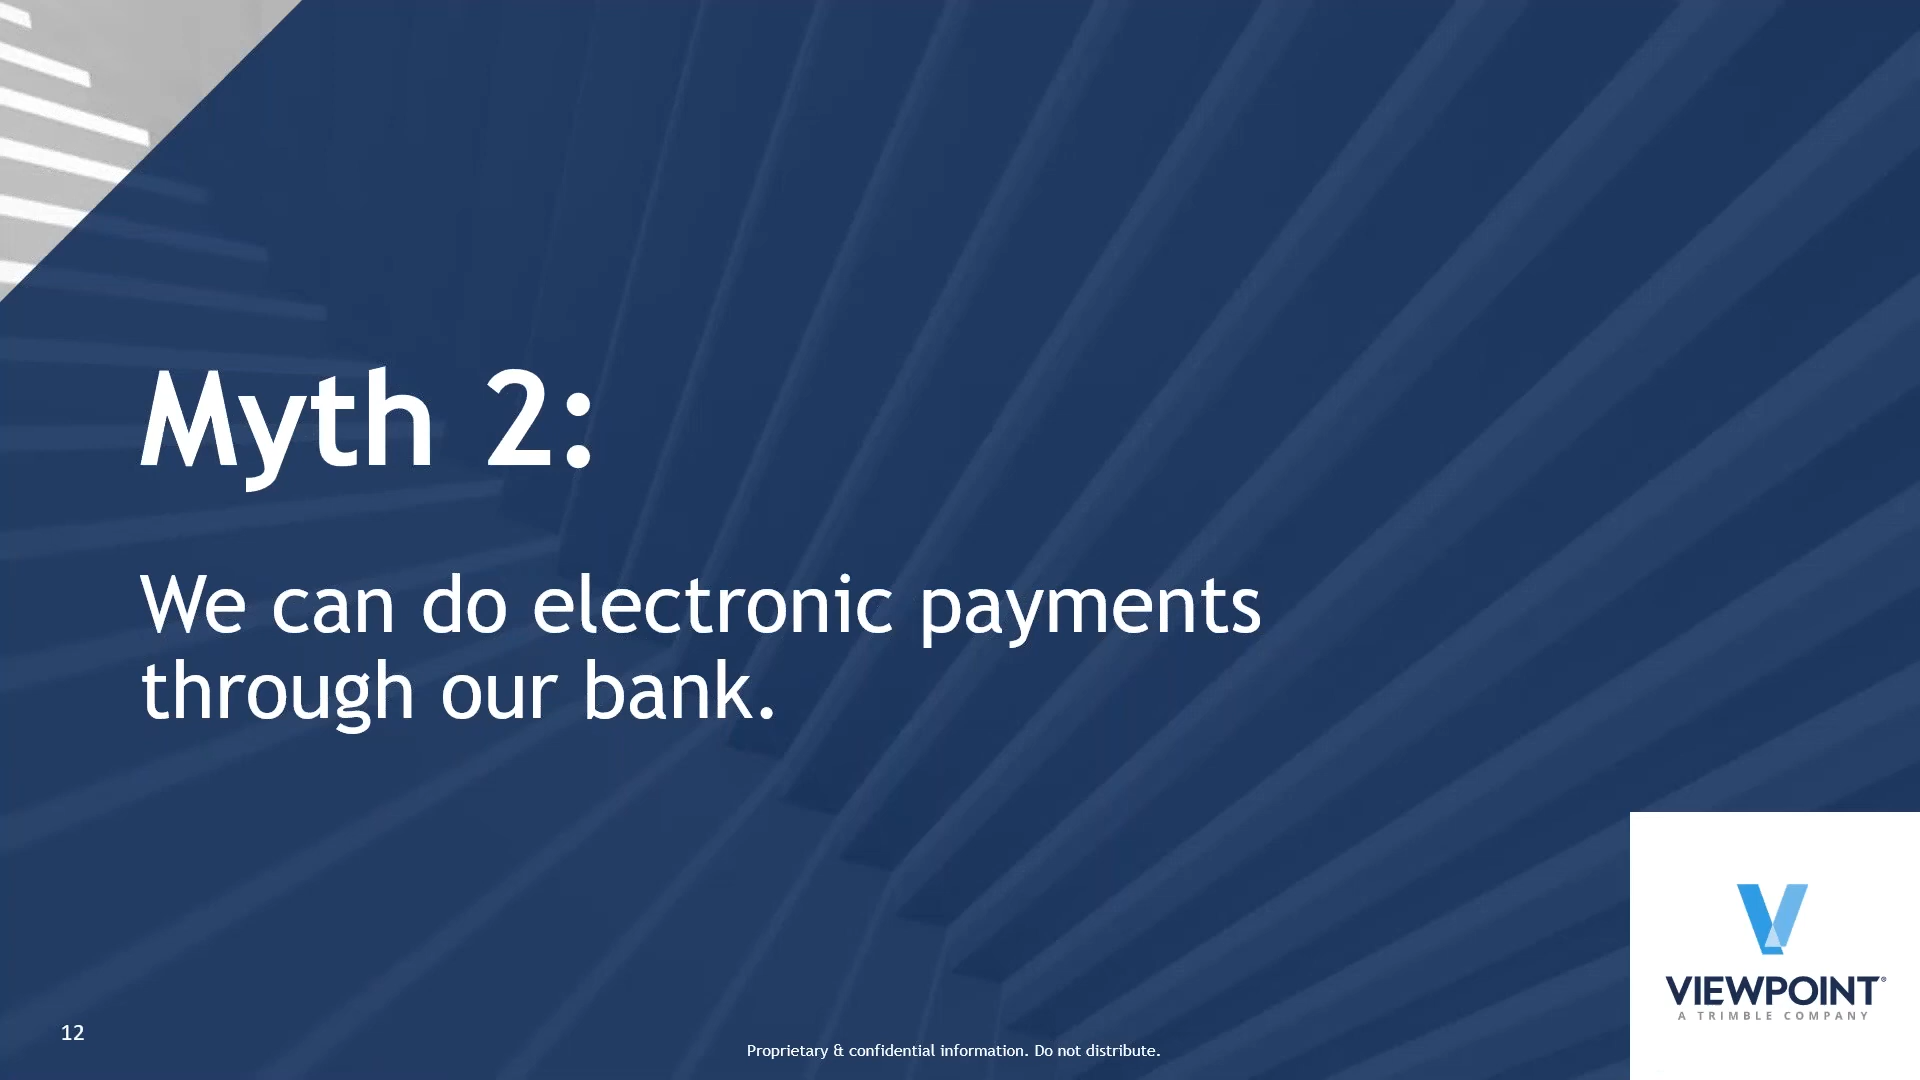 Myth 2:
We can do electronic payments
through our bank.
VIEWPOINT®
A TRIMBLE COMPANY
12
Proprietary & confidential information. Do not distribute.